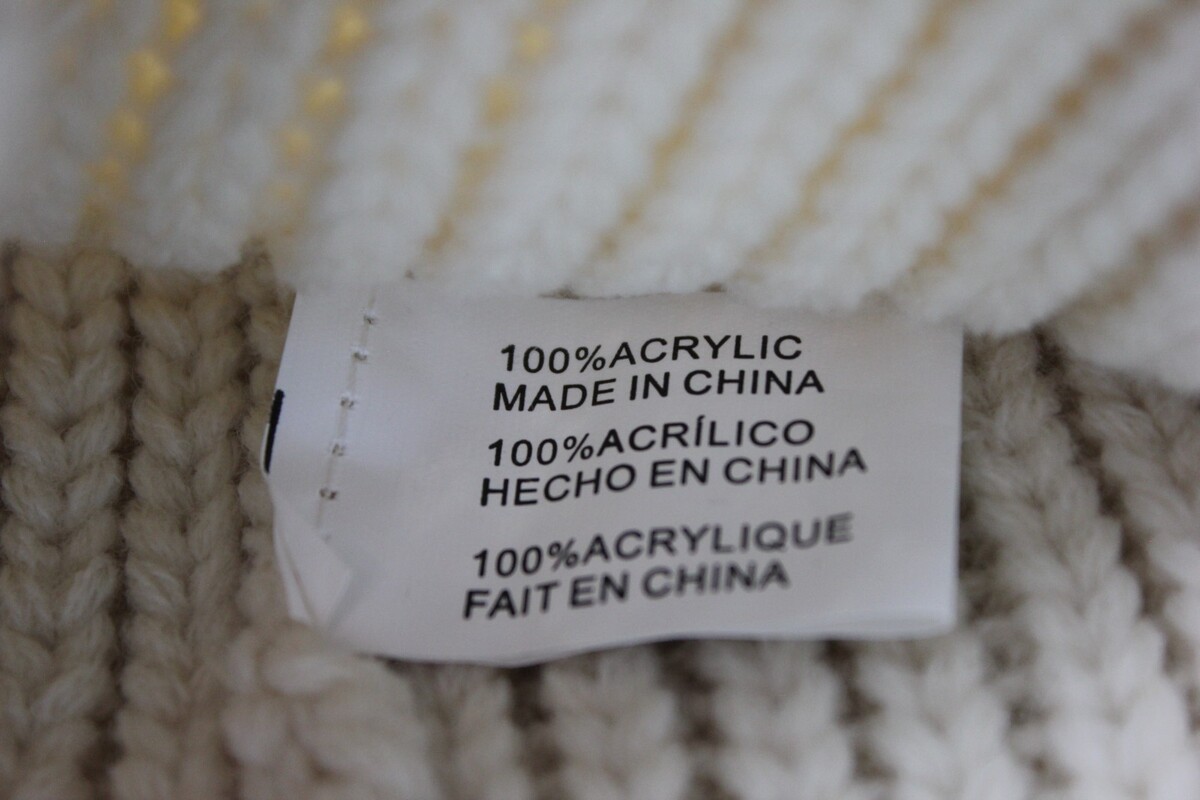 100%ACRYLIC
MADE IN CHINA
100%ACRÍLICO
HECHO EN CHINA
100%ACRYLIQUE
FAIT EN CHINA